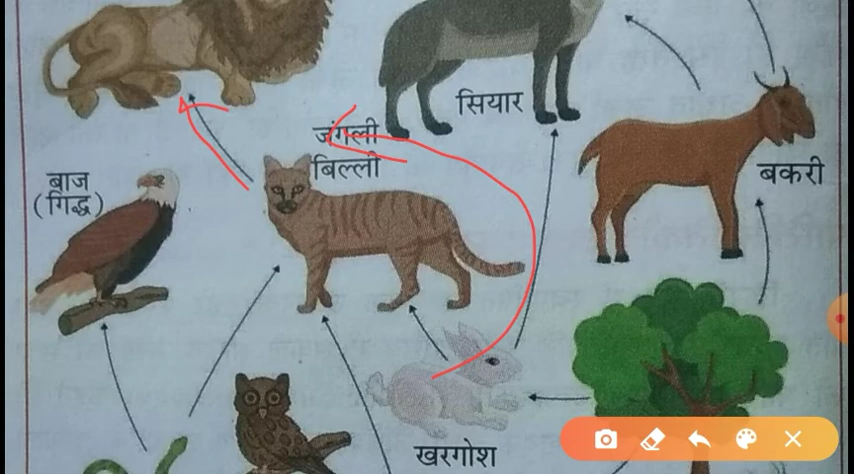 सियार
जंगली
बिल्ली
बकरी
बाज
(गिद्ध)
खरगोश